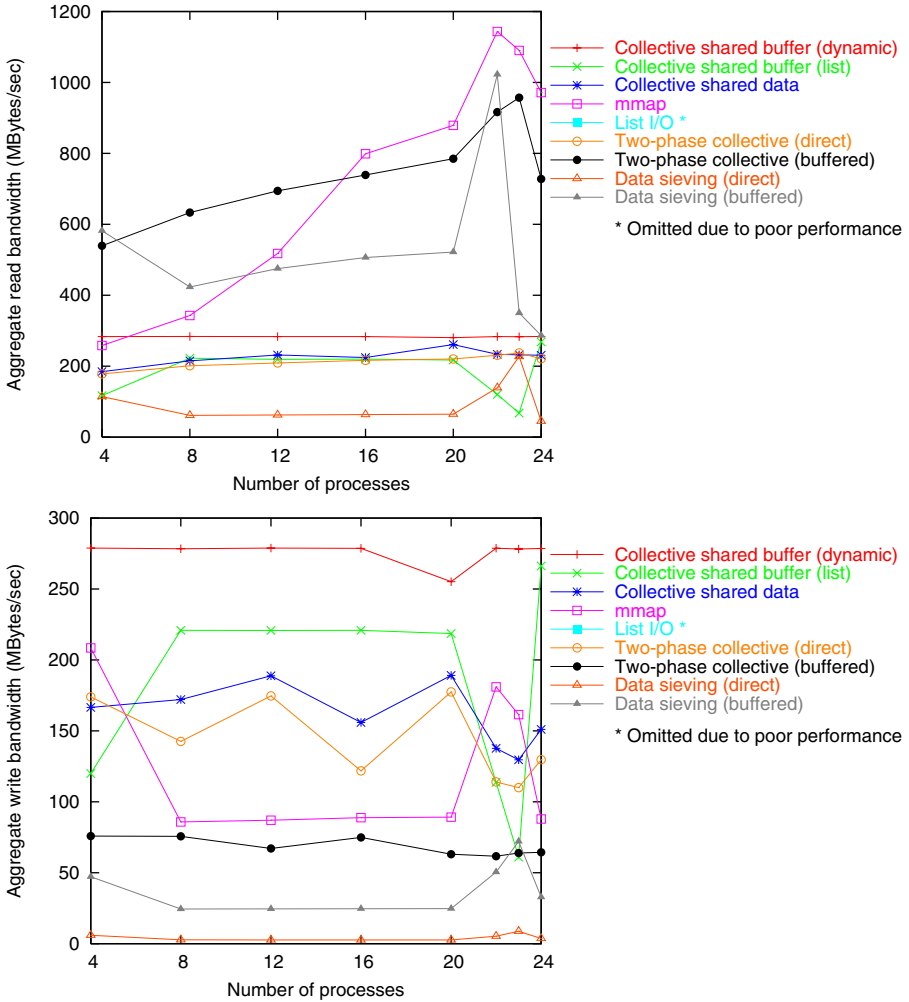 1200
1000
800
600
400
200
0
Aggregate read bandwidth (MBytes/sec)
4 8 12 16 20 24
Number of processes
Collective shared buffer (dynamic)
Collective shared buffer (list)
Collective shared data
mmap
List I/O *
Two-phase collective (direct)
Two-phase collective (buffered)
Data sieving (direct)
Data sieving (buffered)
* Omitted due to poor performance
300
250
200
150
100
50
0
Aggregate write bandwidth (MBytes/sec)
4 8 12 16 20 24
Number of processes
Collective shared buffer (dynamic)
Collective shared buffer (list)
Collective shared data
mmap
List I/O *
Two-phase collective (direct)
Two-phase collective (buffered)
Data sieving (direct)
Data sieving (buffered)
* Omitted due to poor performance